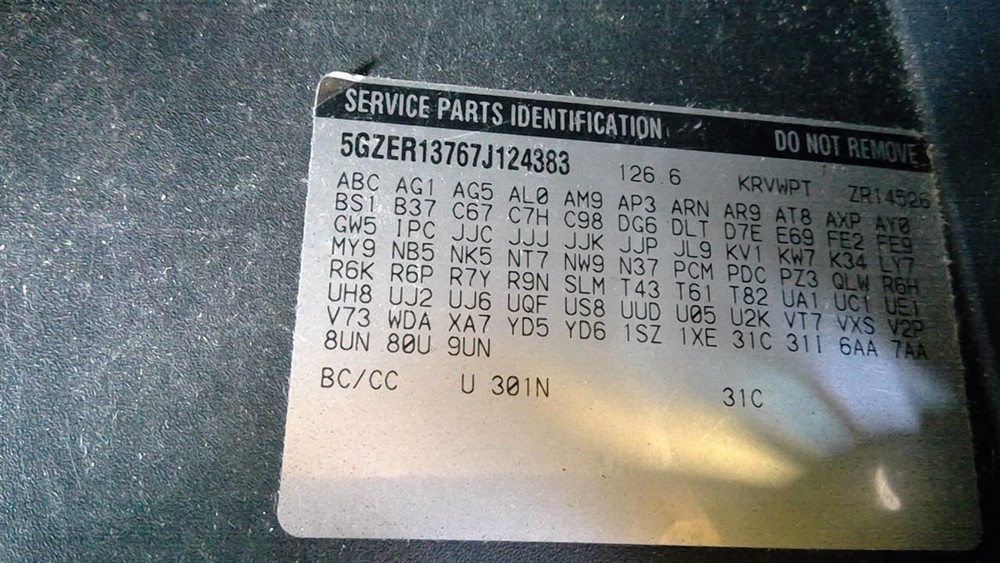 SERVICE PARTS IDENTIFICATION DO NOT REMOVE
5GZER13767J124383 126.6 KRVWPT ZR14526
ABC AG1 AG5 AL0 AM9 AP3 ARN AR9 AT8 AXP AY0
BS1 B37 C67 C7H C98 DG6 DLT D7E E69 FE2 FE9
GW5 IPC JJC JJJ JJK JJP JL9 KV1 KW7 K34 LY7
MY9 NB5 NK5 NT7 NW9 N37 PCM PDC PZ3 QLW R6H
R6K R6P R7Y R9N SLM T43 T61 T82 UA1 UC1 UE1
UH8 UJ2 UJ6 UQF US8 UUD U05 U2K VT7 VXS V2P
V73 WDA XA7 YD5 YD6 1SZ 1XE 31C 31I 6AA 7AA
8UN 80U 9UN
BC/CC U 301N 31C